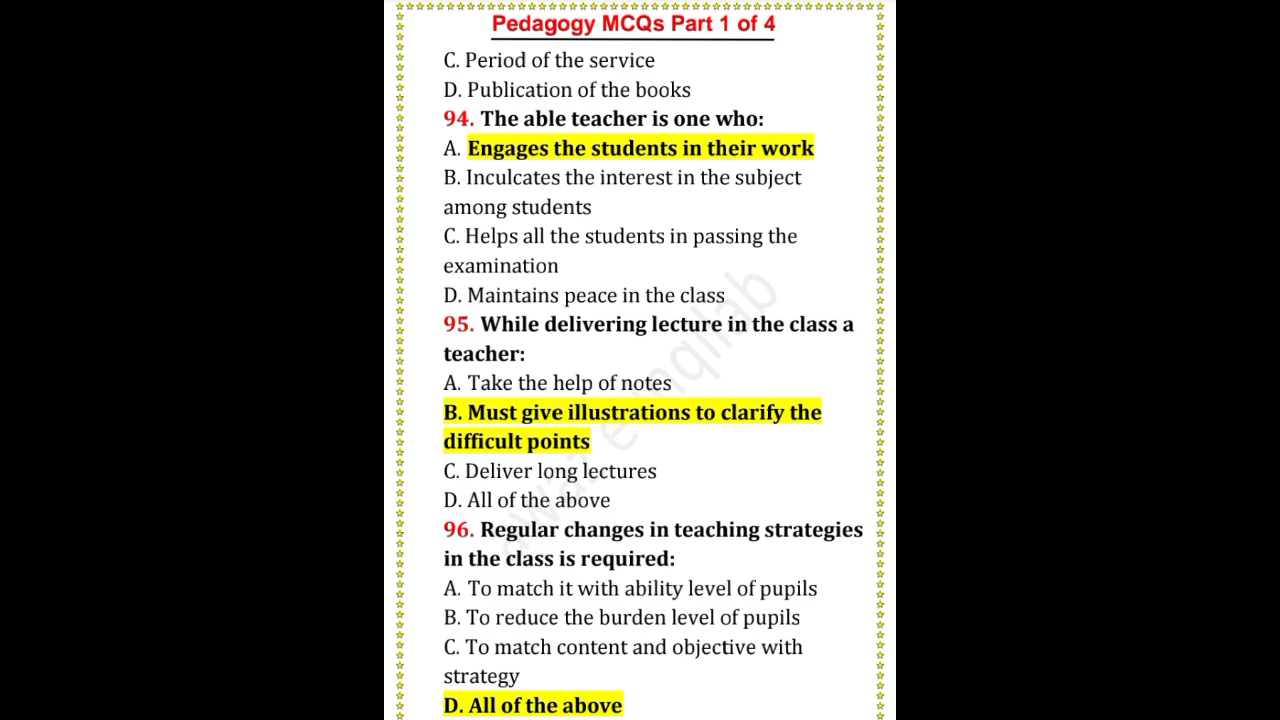 Pedagogy MCQs Part 1 of 4
C. Period of the service
D. Publication of the books
94. The able teacher is one who:
A. Engages the students in their work
B. Inculcates the interest in the subject
among students
C. Helps all the students in passing the
examination
D. Maintains peace in the class
95. While delivering lecture in the class a
teacher:
A. Take the help of notes
B. Must give illustrations to clarify the
difficult points
C. Deliver long lectures
D. All of the above
96. Regular changes in teaching strategies
in the class is required:
A. To match it with ability level of pupils
B. To reduce the burden level of pupils
C. To match content and objective with
strategy
D. All of the above